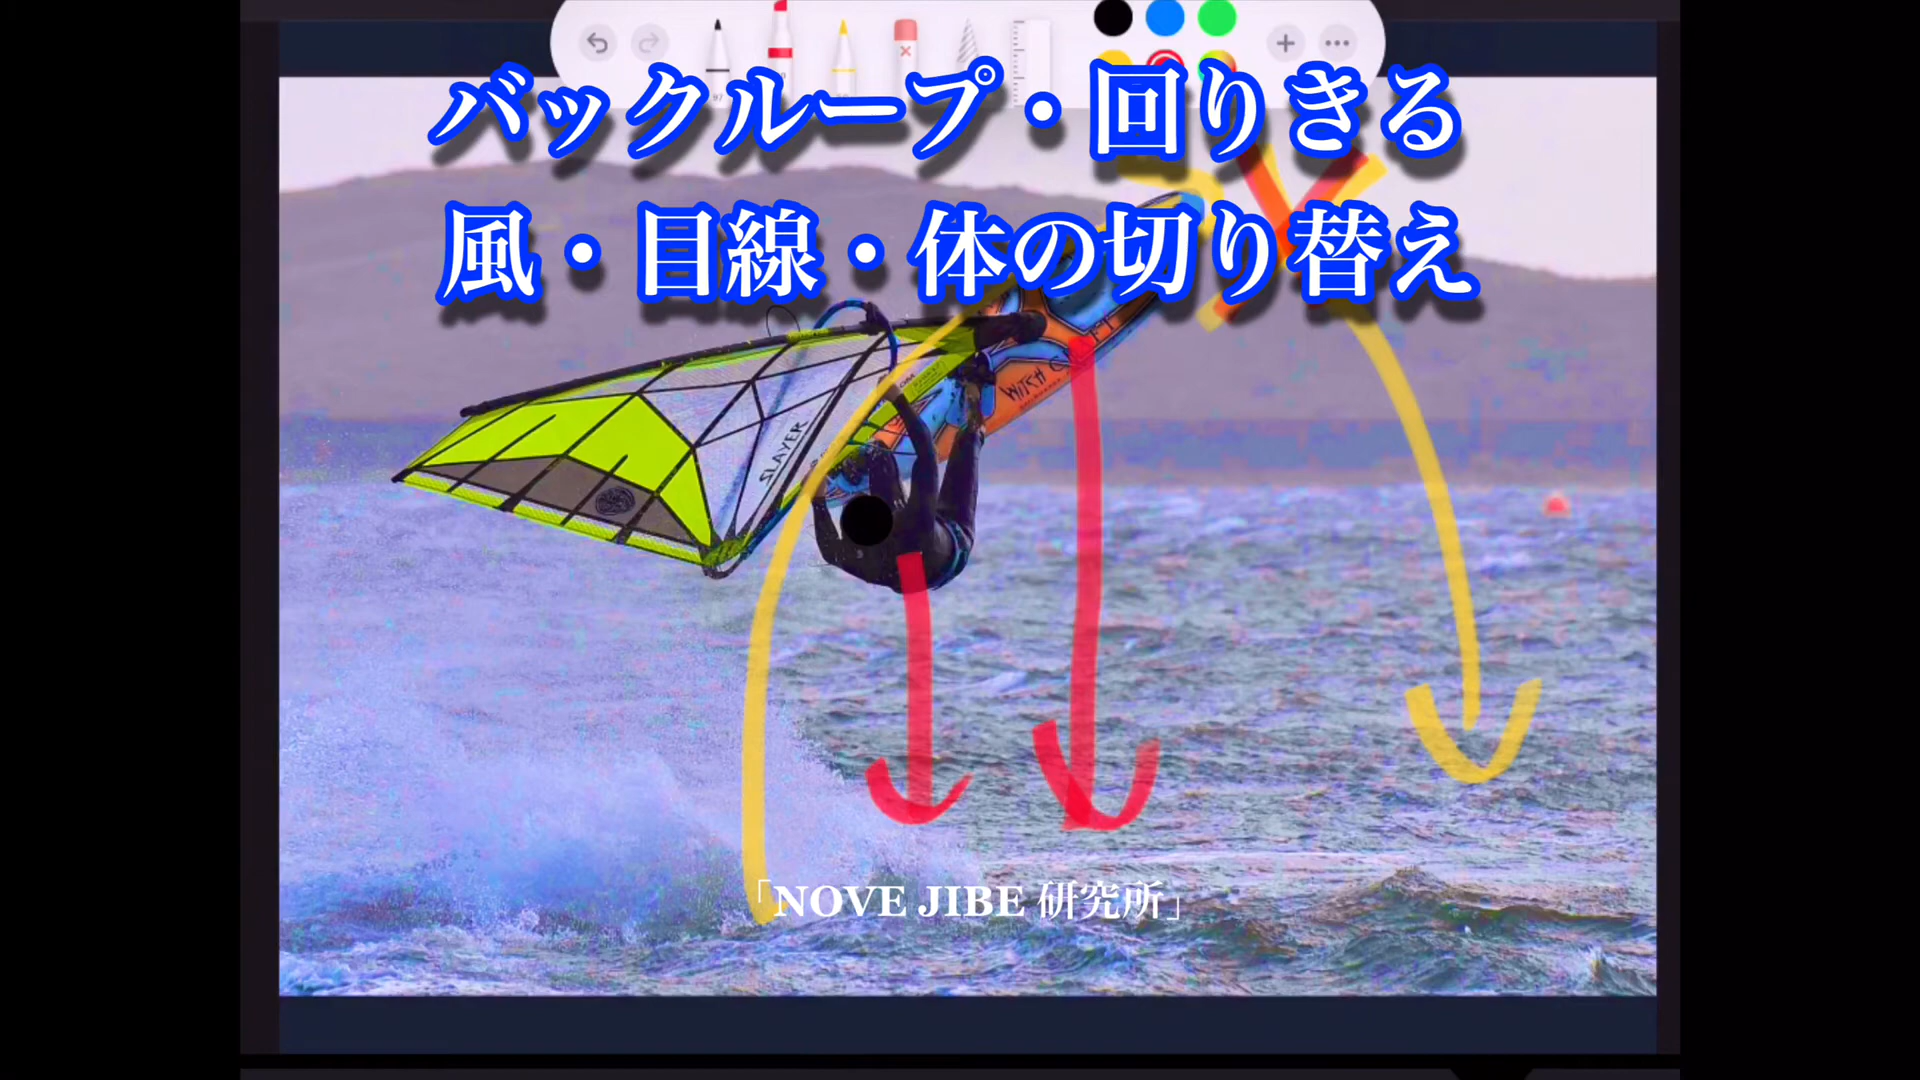 バックループ・回りきる
風・目線・体の切り替え
WITCH
SLAYER
「NOVE JIBE 研究所」